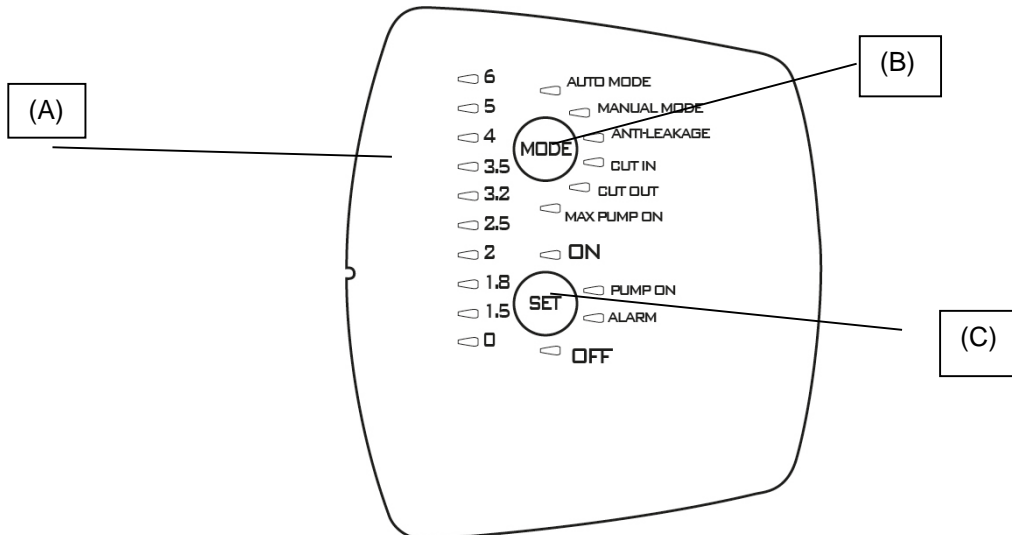 (A)
(B)
(C)
6
5
4
3.5
3.2
2.5
2
1.8
1.5
0
AUTO MODE
MANUAL MODE
ANTI-LEAKAGE
MODE
CUT IN
CUT OUT
MAX PUMP ON
ON
PUMP ON
SET
ALARM
OFF